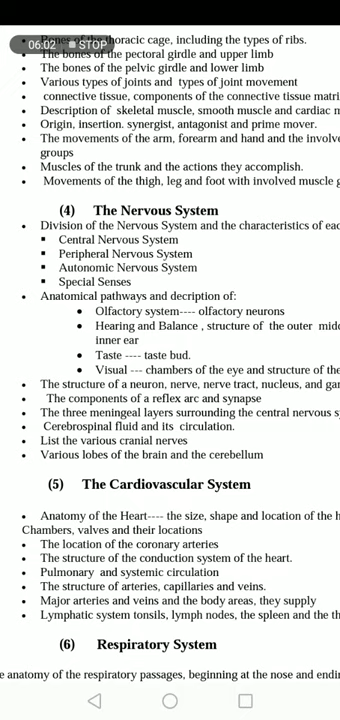 06:02 STOP
Bones of the thoracic cage, including the types of ribs.
• The bones of the pectoral girdle and upper limb
• The bones of the pelvic girdle and lower limb
• Various types of joints and types of joint movement
• connective tissue, components of the connective tissue matri
• Description of skeletal muscle, smooth muscle and cardiac m
• Origin, insertion. synergist, antagonist and prime mover.
• The movements of the arm, forearm and hand and the involve
groups
• Muscles of the trunk and the actions they accomplish.
• Movements of the thigh, leg and foot with involved muscle g
(4) The Nervous System
• Division of the Nervous System and the characteristics of eac
▪ Central Nervous System
▪ Peripheral Nervous System
▪ Autonomic Nervous System
▪ Special Senses
• Anatomical pathways and decription of:
• Olfactory system---- olfactory neurons
• Hearing and Balance , structure of the outer midd
inner ear
• Taste ---- taste bud.
• Visual --- chambers of the eye and structure of the
• The structure of a neuron, nerve, nerve tract, nucleus, and gan
• The components of a reflex arc and synapse
• The three meningeal layers surrounding the central nervous sy
• Cerebrospinal fluid and its circulation.
• List the various cranial nerves
• Various lobes of the brain and the cerebellum
(5) The Cardiovascular System
• Anatomy of the Heart---- the size, shape and location of the h
Chambers, valves and their locations
• The location of the coronary arteries
• The structure of the conduction system of the heart.
• Pulmonary and systemic circulation
• The structure of arteries, capillaries and veins.
• Major arteries and veins and the body areas, they supply
• Lymphatic system tonsils, lymph nodes, the spleen and the th
(6) Respiratory System
e anatomy of the respiratory passages, beginning at the nose and endin